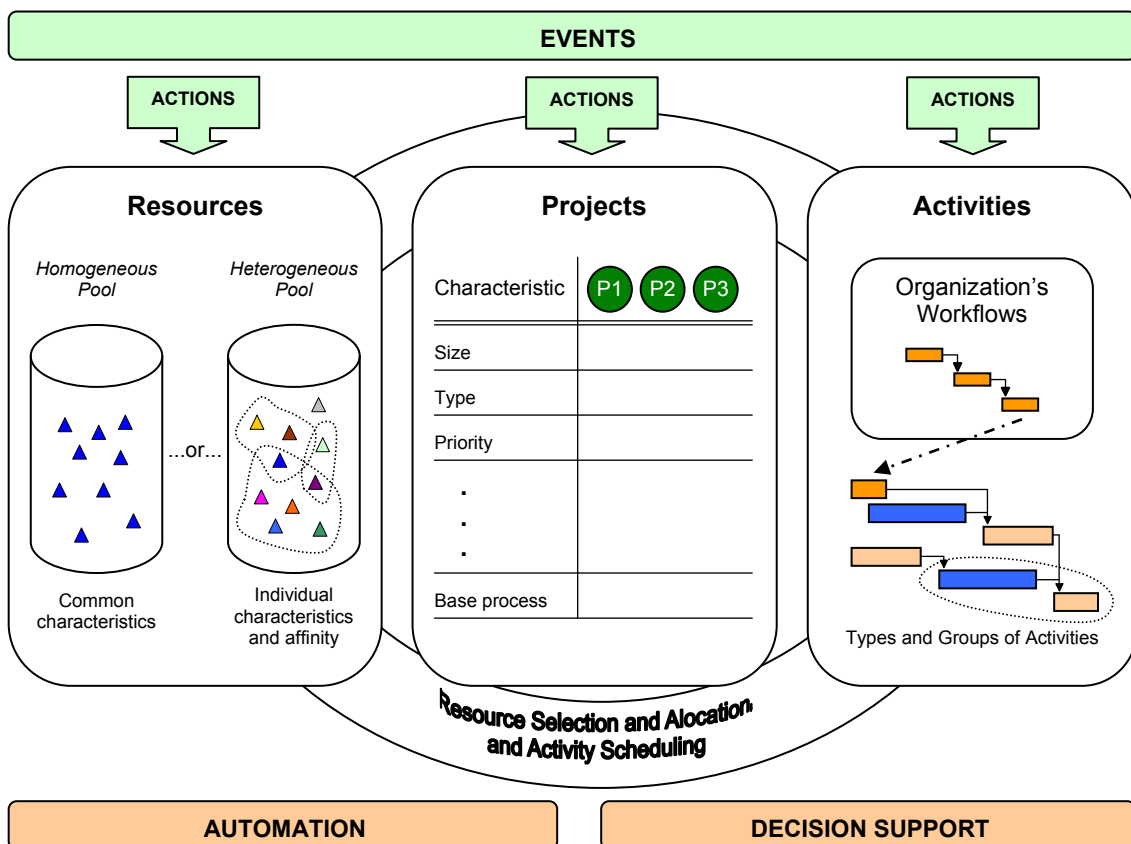 EVENTS
ACTIONS
ACTIONS
ACTIONS
Resources
Homogeneous
Pool
Heterogeneous
Pool
...or...
Common
characteristics
Individual
characteristics
and affinity
Projects
Characteristic
P1
P2
P3
Size
Type
Priority
.
.
.
Base process
Activities
Organization’s
Workflows
Types and Groups of Activities
Resource Selection and Alocation,
and Activity Scheduling
AUTOMATION
DECISION SUPPORT